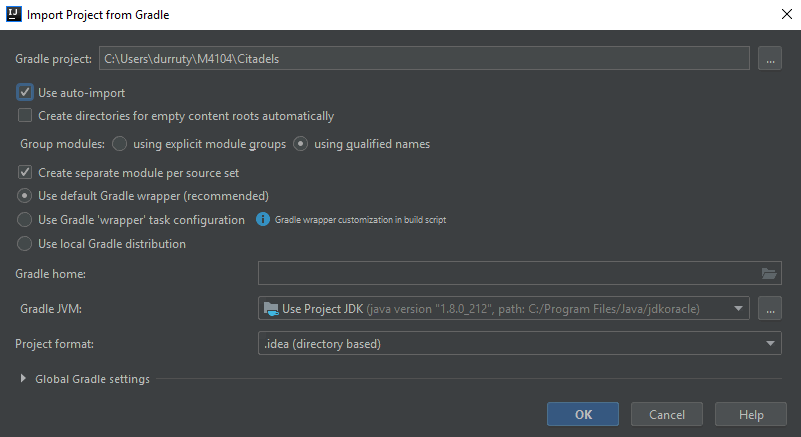 IJ Import Project from Gradle
Gradle project: C:\Users\durruty\M4104\Citadels ...
Use auto-import
Create directories for empty content roots automatically
Group modules: using explicit module groups using qualified names
Create separate module per source set
Use default Gradle wrapper (recommended)
Use Gradle 'wrapper' task configuration i Gradle wrapper customization in build script
Use local Gradle distribution
Gradle home:
Gradle JVM: Use Project JDK (java version "1.8.0_212", path: C:/Program Files/Java/jdkoracle) ...
Project format: .idea (directory based)
Global Gradle settings
OK Cancel Help